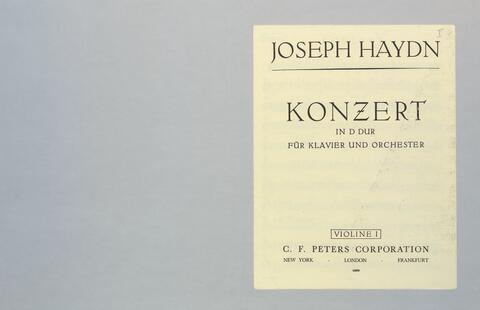 JOSEPH HAYDN
KONZERT
IN D DUR
FÜR KLAVIER UND ORCHESTER
VIOLINE I
C. F. PETERS CORPORATION
NEW YORK · LONDON · FRANKFURT